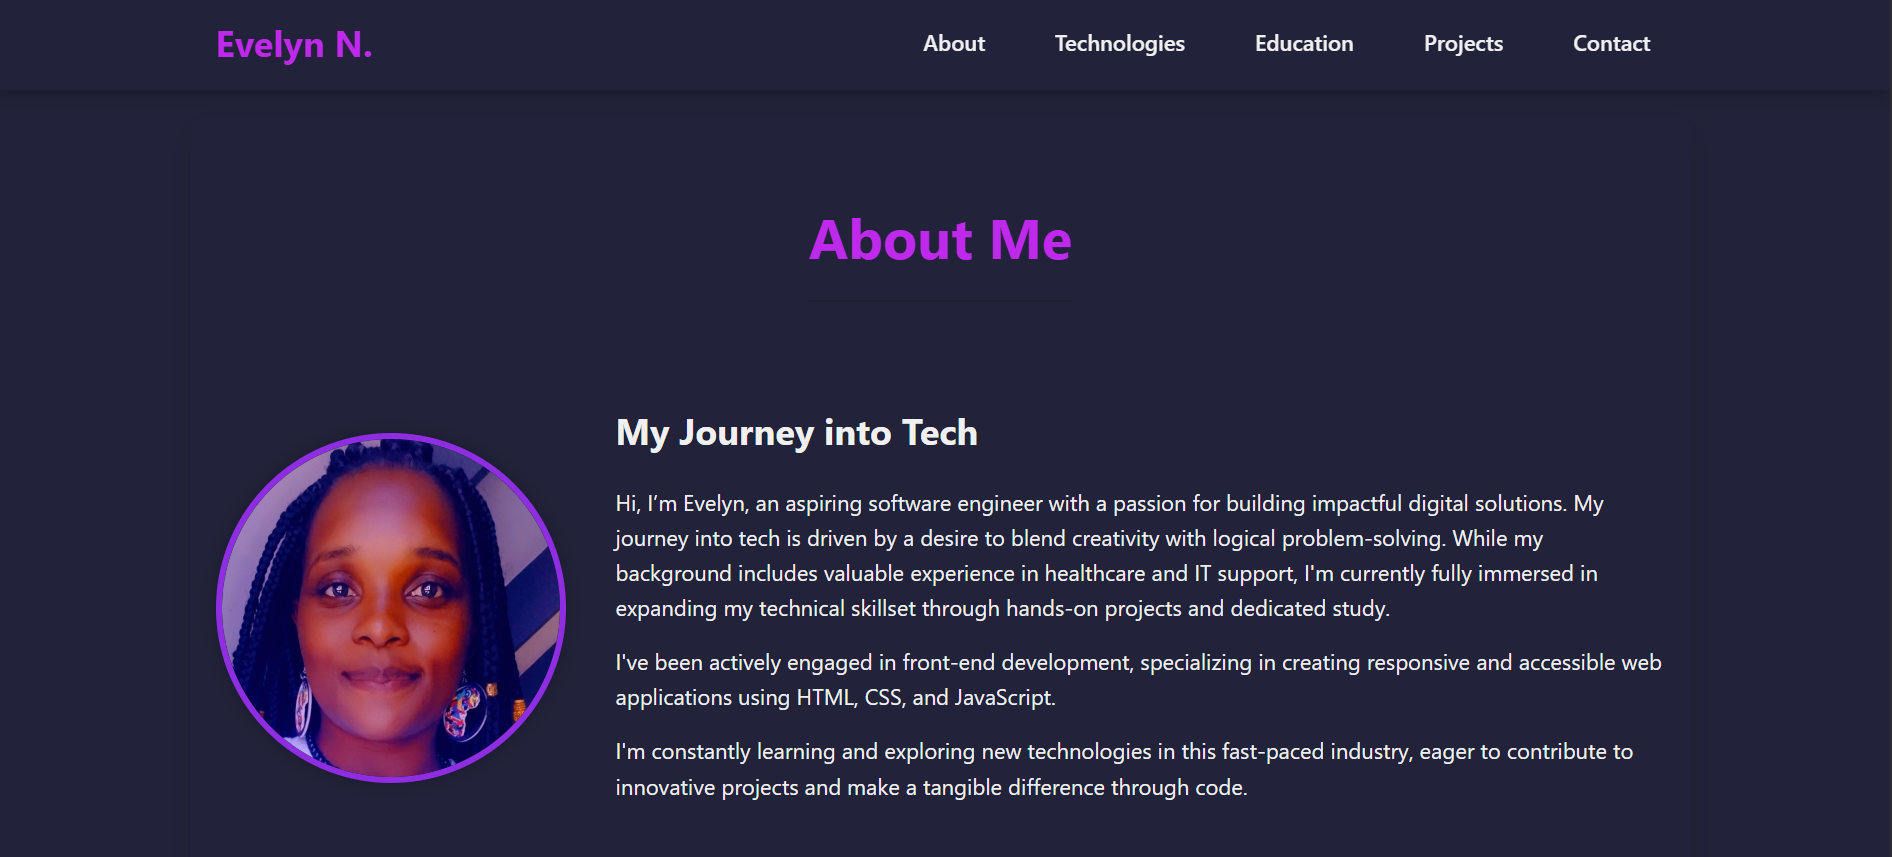 Evelyn N.
About Technologies Education Projects Contact
About Me
My Journey into Tech
Hi, I’m Evelyn, an aspiring software engineer with a passion for building impactful digital solutions. My
journey into tech is driven by a desire to blend creativity with logical problem-solving. While my
background includes valuable experience in healthcare and IT support, I'm currently fully immersed in
expanding my technical skillset through hands-on projects and dedicated study.
I've been actively engaged in front-end development, specializing in creating responsive and accessible web
applications using HTML, CSS, and JavaScript.
I'm constantly learning and exploring new technologies in this fast-paced industry, eager to contribute to
innovative projects and make a tangible difference through code.